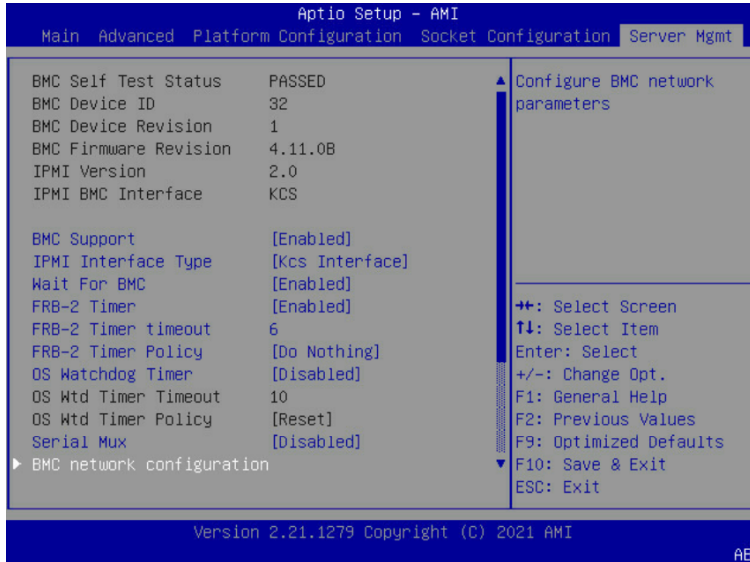 Aptio Setup - AMI
Main Advanced Platform Configuration Socket Configuration Server Mgmt
BMC Self Test Status PASSED
BMC Device ID 32
BMC Device Revision 1
BMC Firmware Revision 4.11.0B
IPMI Version 2.0
IPMI BMC Interface KCS
BMC Support [Enabled]
IPMI Interface Type [Kcs Interface]
Wait For BMC [Enabled]
FRB-2 Timer [Enabled]
FRB-2 Timer timeout 6
FRB-2 Timer Policy [Do Nothing]
OS Watchdog Timer [Disabled]
OS Wtd Timer Timeout 10
OS Wtd Timer Policy [Reset]
Serial Mux [Disabled]
BMC network configuration
Configure BMC network
parameters
→←: Select Screen
↑↓: Select Item
Enter: Select
+/-: Change Opt.
F1: General Help
F2: Previous Values
F9: Optimized Defaults
F10: Save & Exit
ESC: Exit
Version 2.21.1279 Copyright (C) 2021 AMI